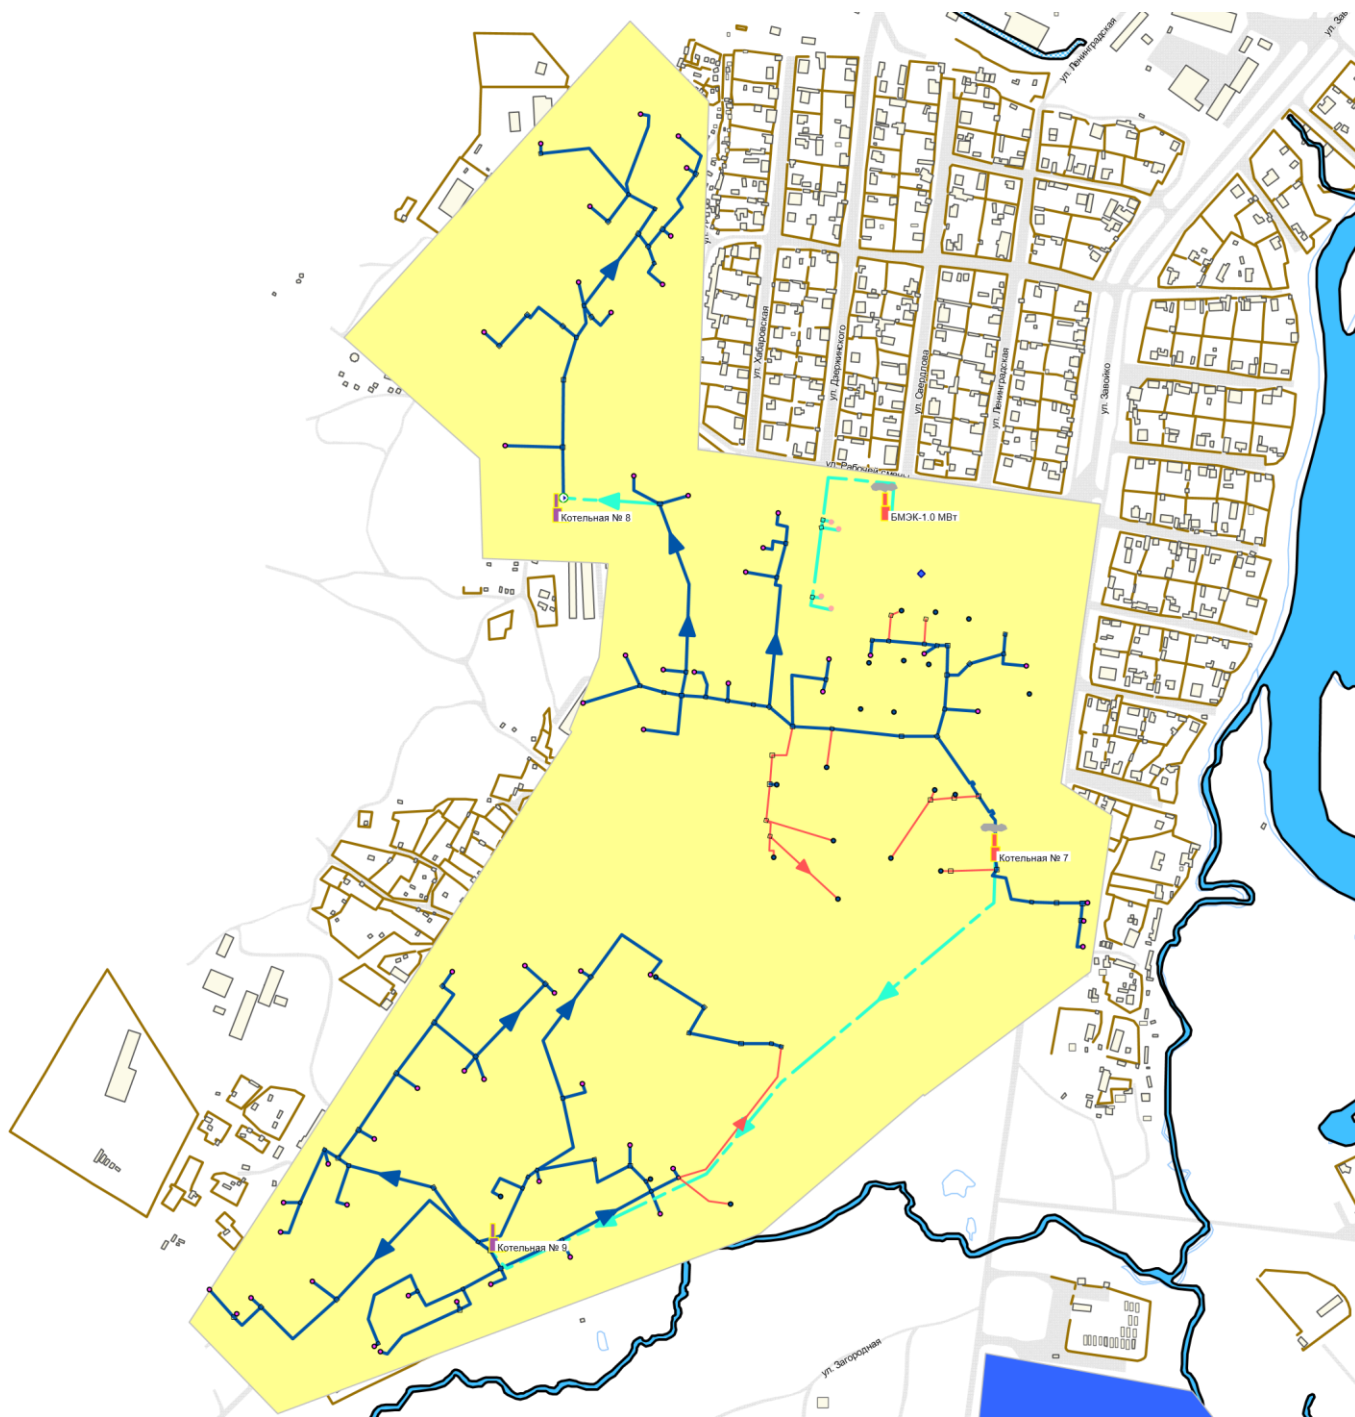 ул. Ленинградская
ул. Хабаровская
ул. Дзержинского
ул. Свердлова
ул. Ленинградская
ул. Завойко
Котельная № 8
БМЭК-1.0 МВт
Котельная № 7
Котельная № 9
ул. Загородная